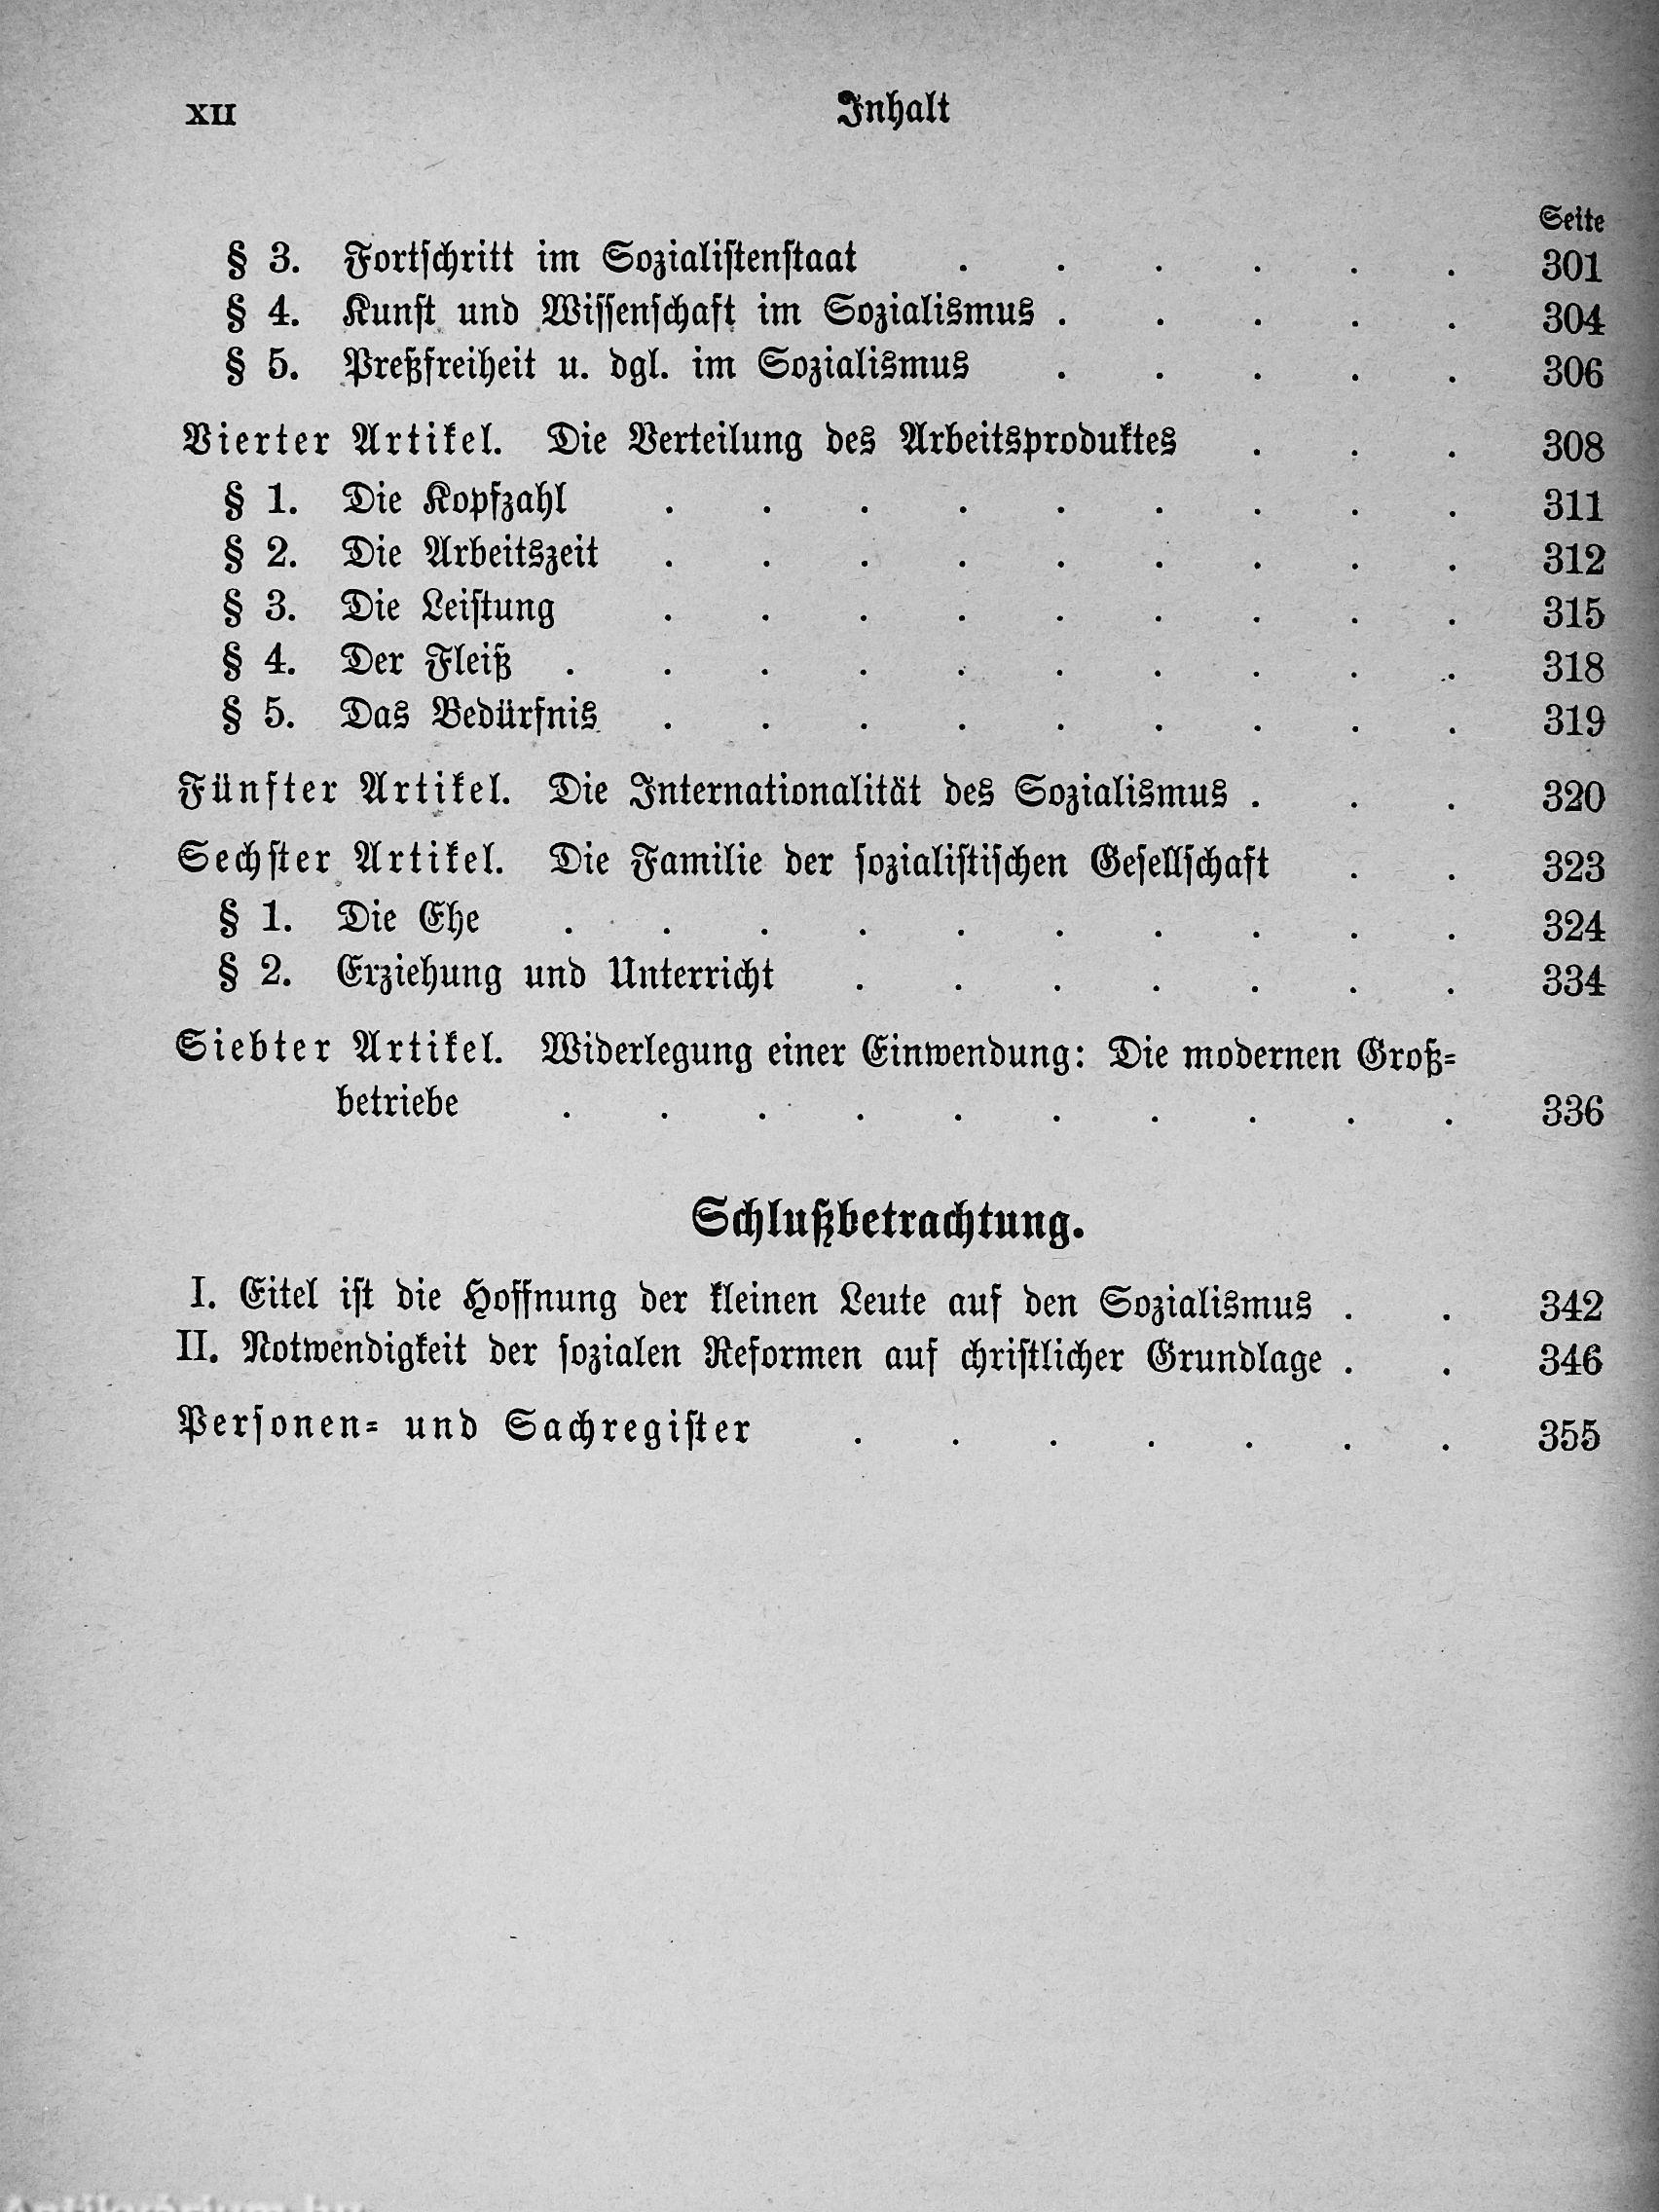 XII Inhalt
Seite
§ 3. Fortschritt im Sozialistenstaat . . . . . . 301
§ 4. Kunst und Wissenschaft im Sozialismus . . . . . 304
§ 5. Preßfreiheit u. dgl. im Sozialismus . . . . . 306
Vierter Artikel. Die Verteilung des Arbeitsproduktes . . . 308
§ 1. Die Kopfzahl . . . . . . . . . 311
§ 2. Die Arbeitszeit . . . . . . . . . 312
§ 3. Die Leistung . . . . . . . . . 315
§ 4. Der Fleiß . . . . . . . . . . 318
§ 5. Das Bedürfnis . . . . . . . . . 319
Fünfter Artikel. Die Internationalität des Sozialismus . . . 320
Sechster Artikel. Die Familie der sozialistischen Gesellschaft . . 323
§ 1. Die Ehe . . . . . . . . . . 324
§ 2. Erziehung und Unterricht . . . . . . . 334
Siebter Artikel. Widerlegung einer Einwendung: Die modernen Groß-
betriebe . . . . . . . . . . 336
Schlußbetrachtung.
I. Eitel ist die Hoffnung der kleinen Leute auf den Sozialismus . . 342
II. Notwendigkeit der sozialen Reformen auf christlicher Grundlage . . 346
Personen- und Sachregister . . . . . . . 355